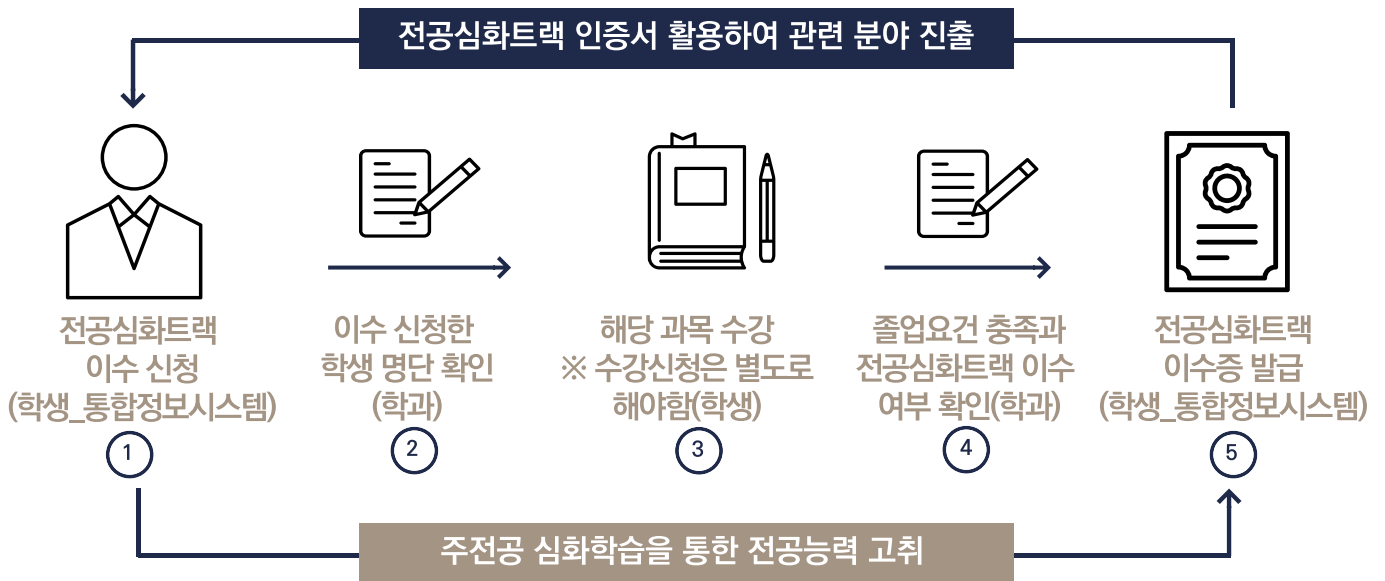 전공심화트랙 인증서 활용하여 관련 분야 진출
전공심화트랙
이수 신청
(학생_통합정보시스템)
1
이수 신청한
학생 명단 확인
(학과)
2
해당 과목 수강
※ 수강신청은 별도로
해야함(학생)
3
졸업요건 충족과
전공심화트랙 이수
여부 확인(학과)
4
전공심화트랙
이수증 발급
(학생_통합정보시스템)
5
주전공 심화학습을 통한 전공능력 고취